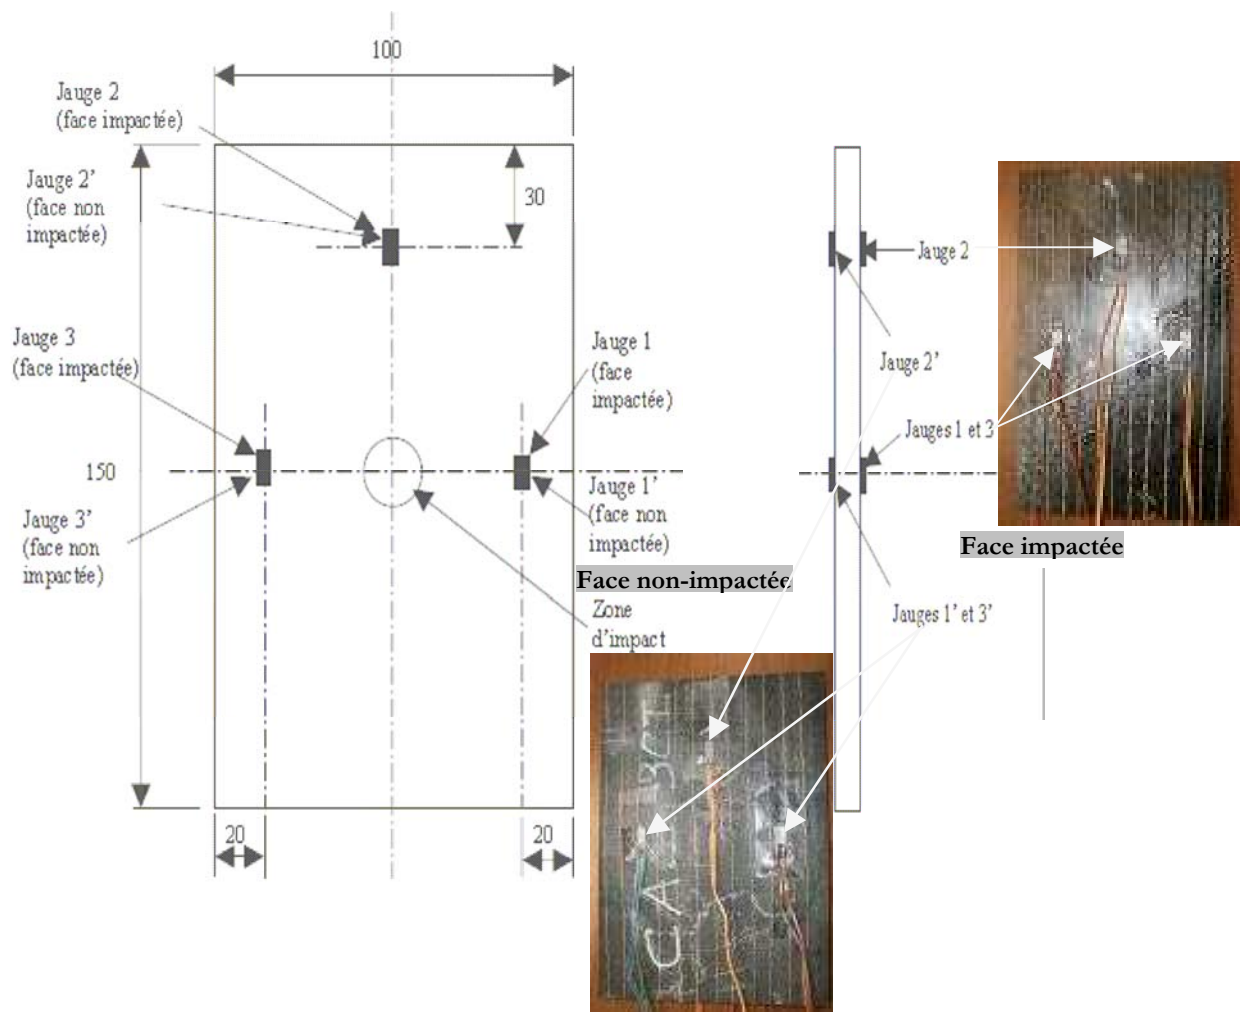 100
Jauge 2
(face impactée)
Jauge 2’
(face non
impactée)
30
Jauge 3
(face impactée)
Jauge 1
(face
impactée)
150
Jauge 3’
(face non
impactée)
Jauge 1’
(face non
impactée)
Zone
d’impact
20
20
Jauge 2
Jauge 2’
Jauges 1 et 3
Jauges 1’ et 3’
Face impactée
Face non-impactée